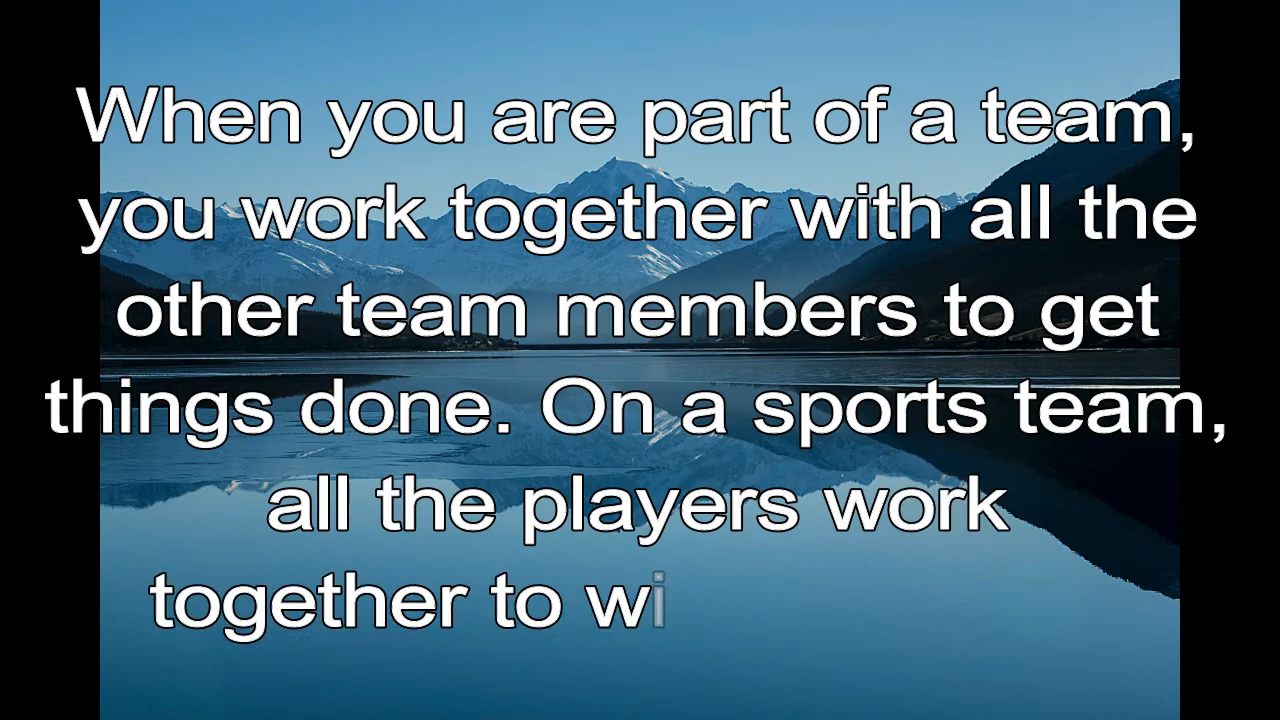 When you are part of a team,
you work together with all the
other team members to get
things done. On a sports team,
all the players work
together to wi